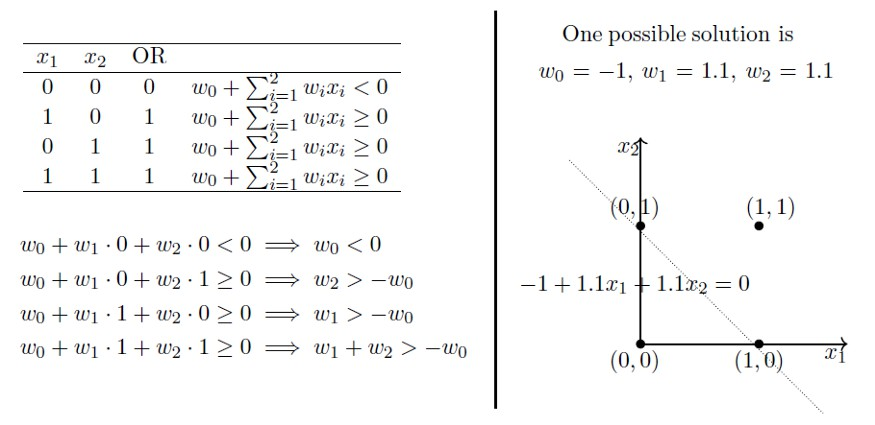 x₁ x₂ OR
0 0 0 w₀ + ∑²ᵢ₌₁ wᵢxᵢ < 0
1 0 1 w₀ + ∑²ᵢ₌₁ wᵢxᵢ ≥ 0
0 1 1 w₀ + ∑²ᵢ₌₁ wᵢxᵢ ≥ 0
1 1 1 w₀ + ∑²ᵢ₌₁ wᵢxᵢ ≥ 0
w₀ + w₁ · 0 + w₂ · 0 < 0 ⟹ w₀ < 0
w₀ + w₁ · 0 + w₂ · 1 ≥ 0 ⟹ w₂ > −w₀
w₀ + w₁ · 1 + w₂ · 0 ≥ 0 ⟹ w₁ > −w₀
w₀ + w₁ · 1 + w₂ · 1 ≥ 0 ⟹ w₁ + w₂ > −w₀
One possible solution is
w₀ = −1, w₁ = 1.1, w₂ = 1.1
x₂
(0, 1) (1, 1)
−1 + 1.1x₁ + 1.1x₂ = 0
x₁
(0, 0) (1, 0)